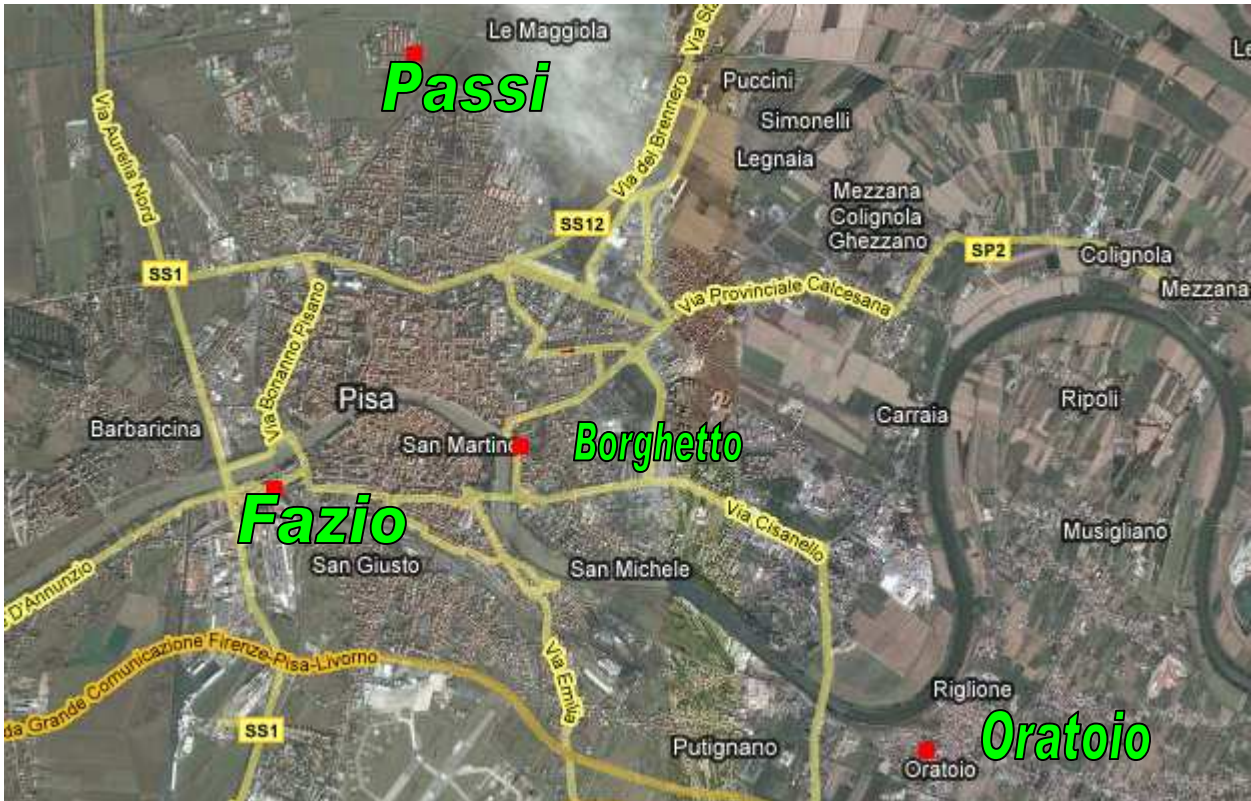 Le Maggiola
Passi
Via Aurelia Nord
Via del Brennero
Puccini
Simonelli
Legnaia
Mezzana
Colignola
Ghezzano
SS12
SS1
SP2
Colignola
Mezzana
Via Provinciale Calcesana
Via Bonanno Pisano
Pisa
Barbaricina
San Martino
Borghetto
Carraia
Ripoli
Fazio
Via Cisanello
Musigliano
San Giusto
San Michele
D'Annunzio
Grande Comunicazione Firenze-Pisa-Livorno
Via Emilia
SS1
Riglione
Oratoio
Putignano
Oratoio